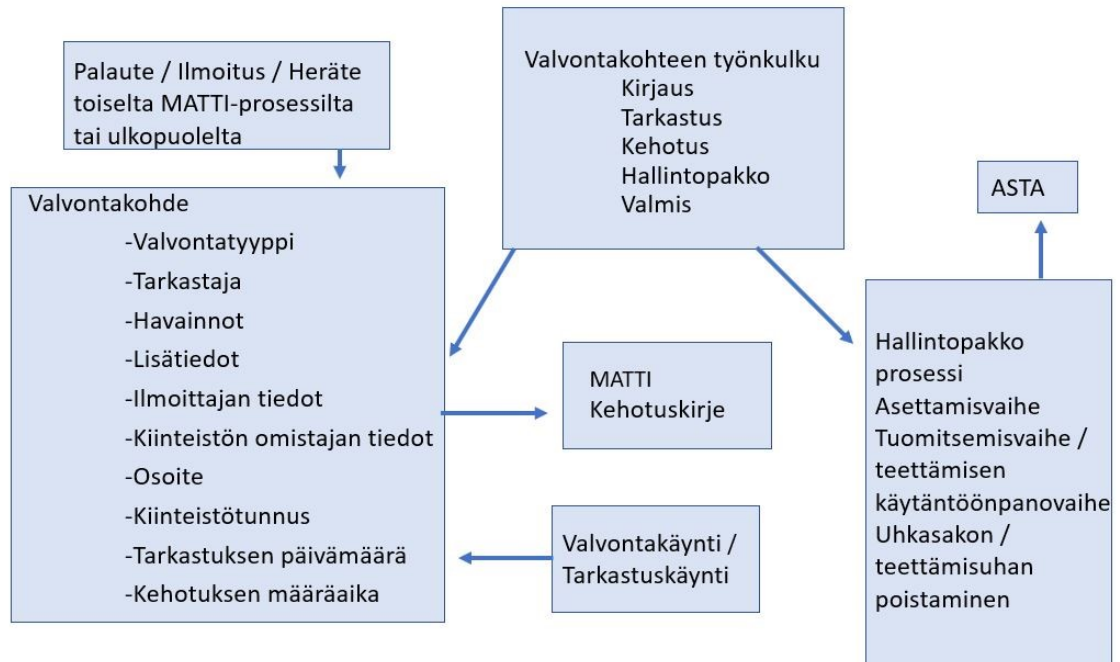 Palaute / Ilmoitus / Heräte
toiselta MATTI-prosessilta
tai ulkopuolelta
Valvontakohde
-Valvontatyyppi
-Tarkastaja
-Havainnot
-Lisätiedot
-Ilmoittajan tiedot
-Kiinteistön omistajan tiedot
-Osoite
-Kiinteistötunnus
-Tarkastuksen päivämäärä
-Kehotuksen määräaika
Valvontakohteen työnkulku
Kirjaus
Tarkastus
Kehotus
Hallintopakko
Valmis
MATTI
Kehotuskirje
Valvontakäynti /
Tarkastuskäynti
ASTA
Hallintopakko
prosessi
Asettamisvaihe
Tuomitsemisvaihe /
teettämisen
käytäntöönpanovaihe
Uhkasakon /
teettämisuhan
poistaminen